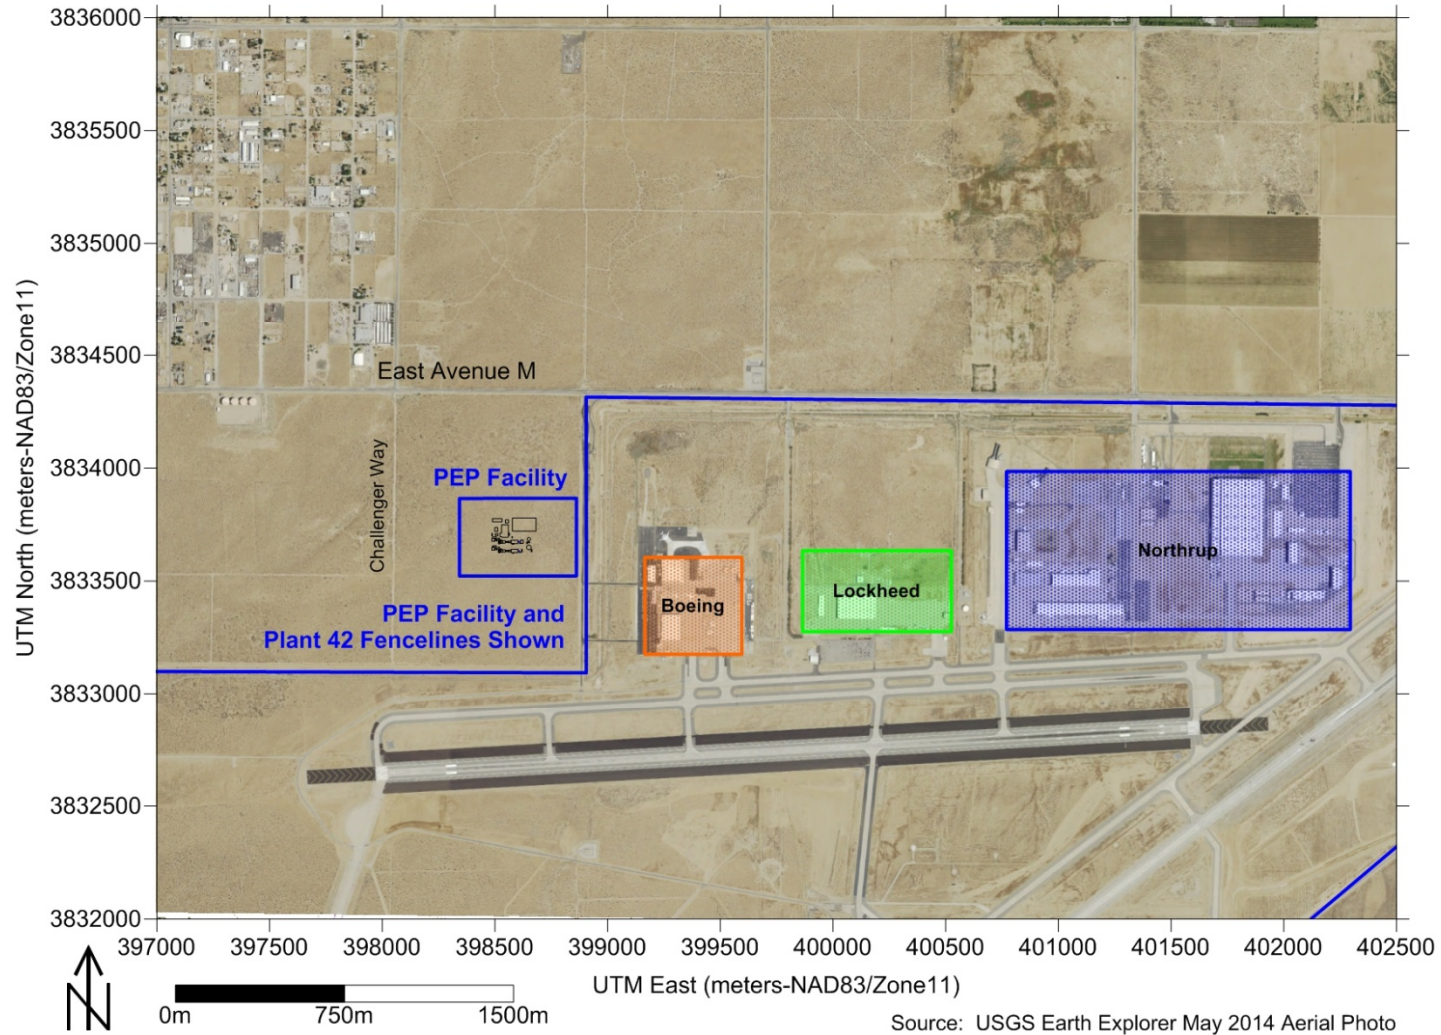 3836000
3835500
3835000
3834500
3834000
3833500
3833000
3832500
3832000
UTM North (meters-NAD83/Zone11)
East Avenue M
Challenger Way
PEP Facility
PEP Facility and
Plant 42 Fencelines Shown
Boeing
Lockheed
Northrup
397000 397500 398000 398500 399000 399500 400000 400500 401000 401500 402000 402500
UTM East (meters-NAD83/Zone11)
N
0m 750m 1500m
Source: USGS Earth Explorer May 2014 Aerial Photo